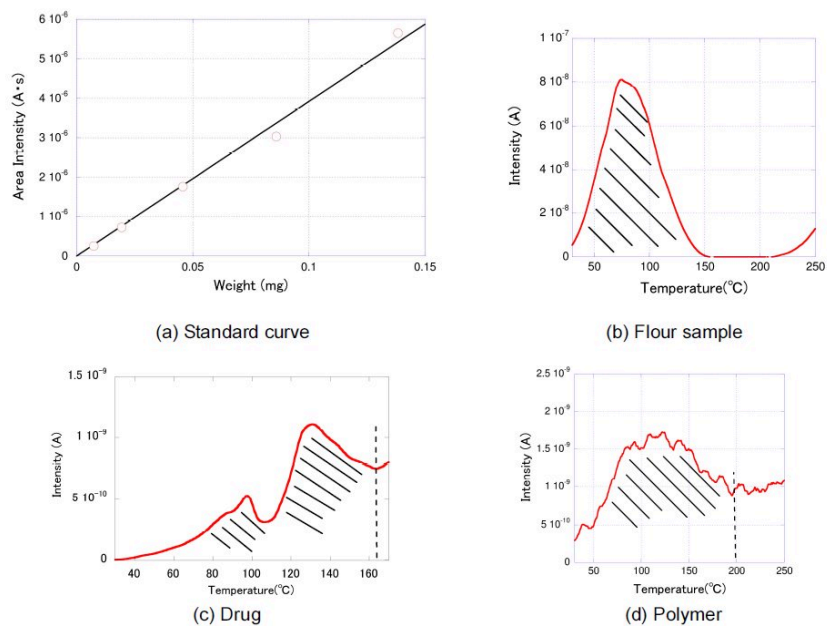 6 10⁻⁶
5 10⁻⁶
4 10⁻⁶
3 10⁻⁶
2 10⁻⁶
1 10⁻⁶
0
Area Intensity (A・s)
0 0.05 0.1 0.15
Weight (mg)
(a) Standard curve
1 10⁻⁷
8 10⁻⁸
6 10⁻⁸
4 10⁻⁸
2 10⁻⁸
0
Intensity (A)
50 100 150 200 250
Temperature(℃)
(b) Flour sample
1.5 10⁻⁹
1 10⁻⁹
5 10⁻¹⁰
0
Intensity (A)
40 60 80 100 120 140 160
Temperature(℃)
(c) Drug
2.5 10⁻⁹
2 10⁻⁹
1.5 10⁻⁹
1 10⁻⁹
5 10⁻¹⁰
0
Intensity (A)
50 100 150 200 250
Temperature(℃)
(d) Polymer